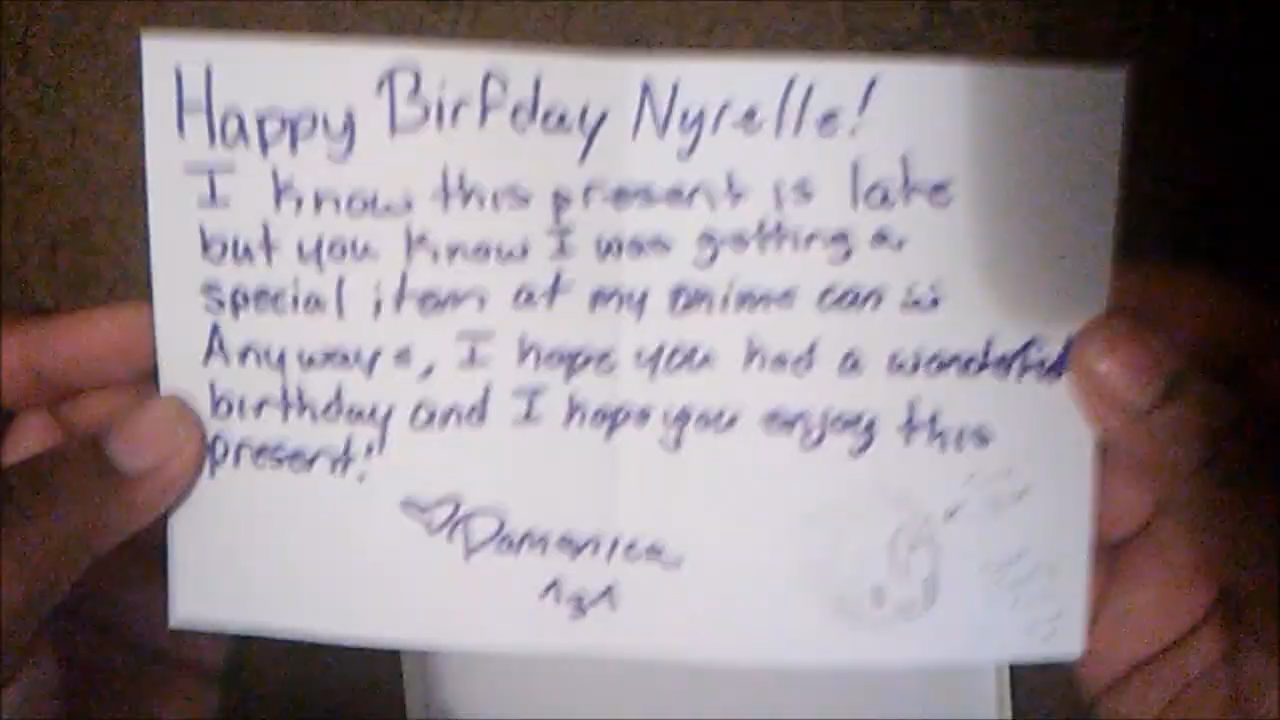 Happy Birfday Nyrelle!
I know this present is late
but you know I was getting a
special item at my anime con
Anyways, I hope you had a wonderful
birthday and I hope you enjoy this
present!
Domonica
^3^